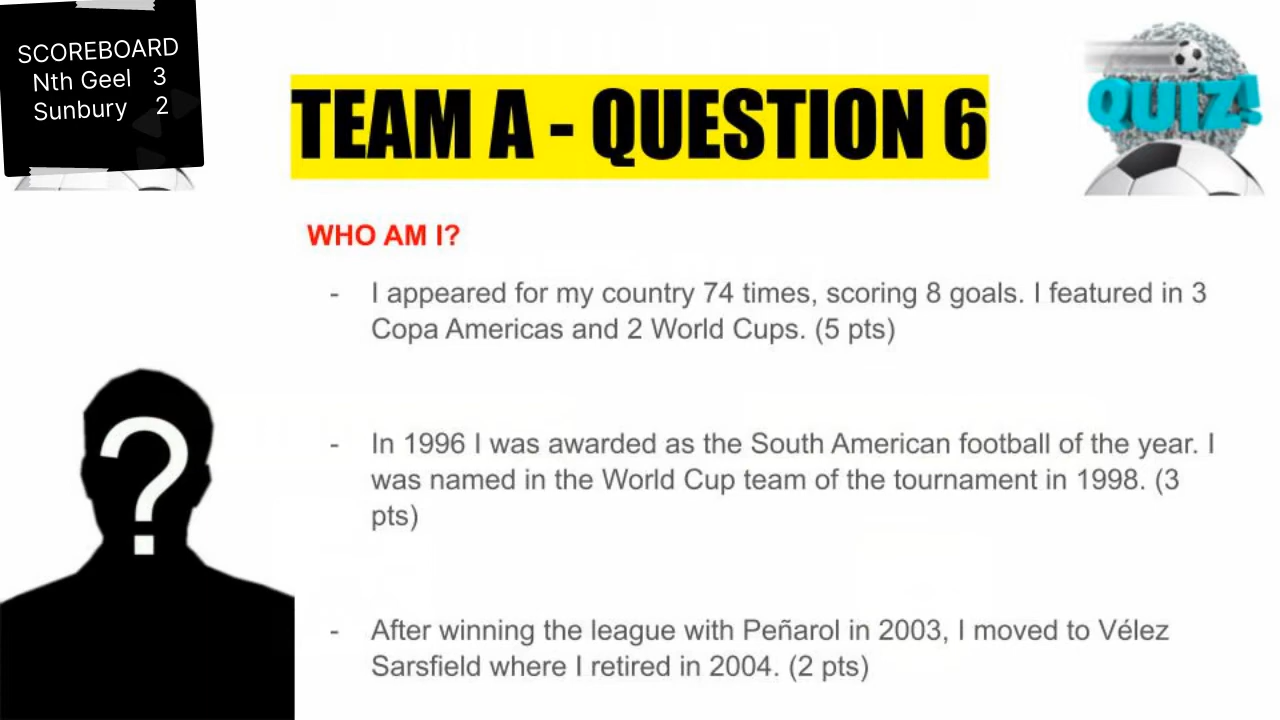 SCOREBOARD
Nth Geel 3
Sunbury 2
TEAM A - QUESTION 6
QUIZ!
WHO AM I?
- I appeared for my country 74 times, scoring 8 goals. I featured in 3
Copa Americas and 2 World Cups. (5 pts)
- In 1996 I was awarded as the South American football of the year. I
was named in the World Cup team of the tournament in 1998. (3
pts)
?
- After winning the league with Peñarol in 2003, I moved to Vélez
Sarsfield where I retired in 2004. (2 pts)